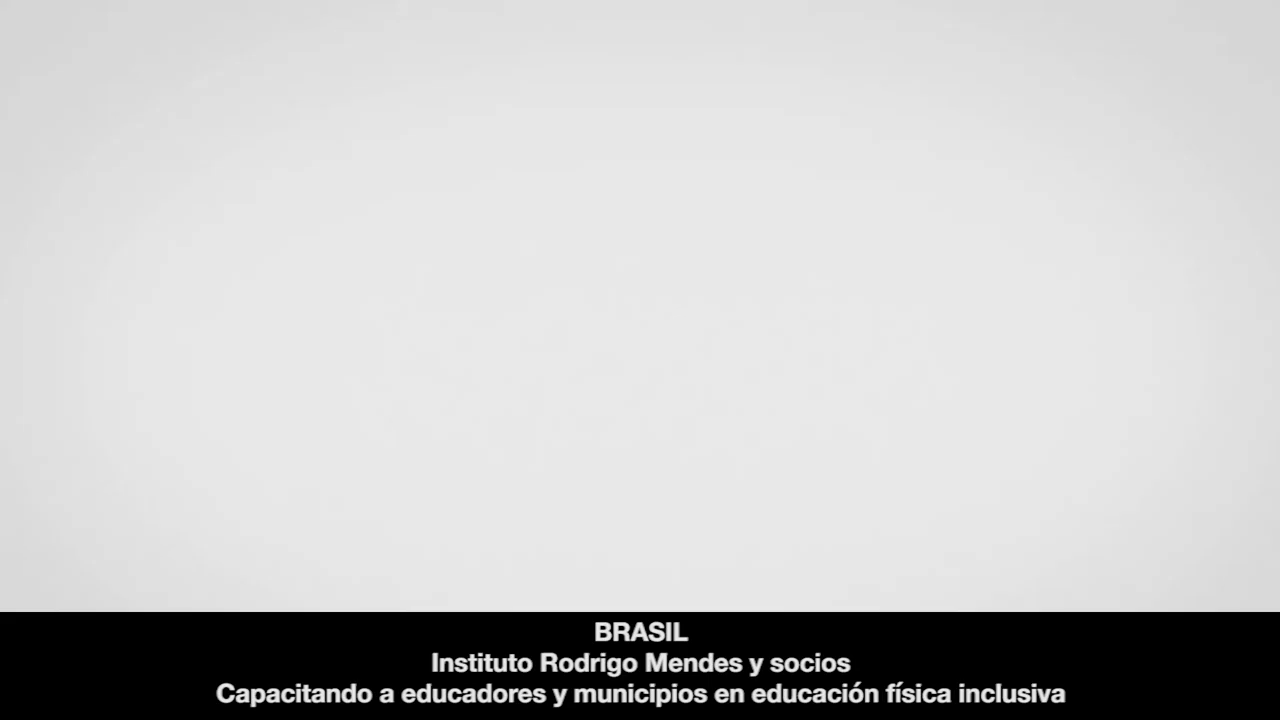 BRASIL
Instituto Rodrigo Mendes y socios
Capacitando a educadores y municipios en educación física inclusiva